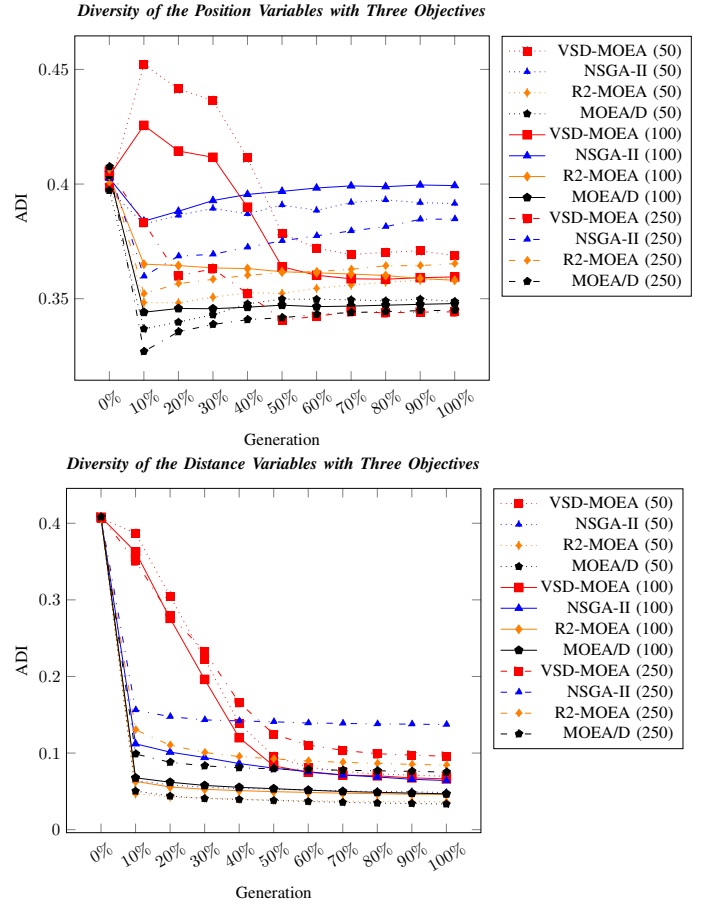 Diversity of the Position Variables with Three Objectives
0.45
0.4
0.35
ADI
0%
10%
20%
30%
40%
50%
60%
70%
80%
90%
100%
Generation
VSD-MOEA (50)
NSGA-II (50)
R2-MOEA (50)
MOEA/D (50)
VSD-MOEA (100)
NSGA-II (100)
R2-MOEA (100)
MOEA/D (100)
VSD-MOEA (250)
NSGA-II (250)
R2-MOEA (250)
MOEA/D (250)
Diversity of the Distance Variables with Three Objectives
0.4
0.3
0.2
0.1
0
ADI
0%
10%
20%
30%
40%
50%
60%
70%
80%
90%
100%
Generation
VSD-MOEA (50)
NSGA-II (50)
R2-MOEA (50)
MOEA/D (50)
VSD-MOEA (100)
NSGA-II (100)
R2-MOEA (100)
MOEA/D (100)
VSD-MOEA (250)
NSGA-II (250)
R2-MOEA (250)
MOEA/D (250)